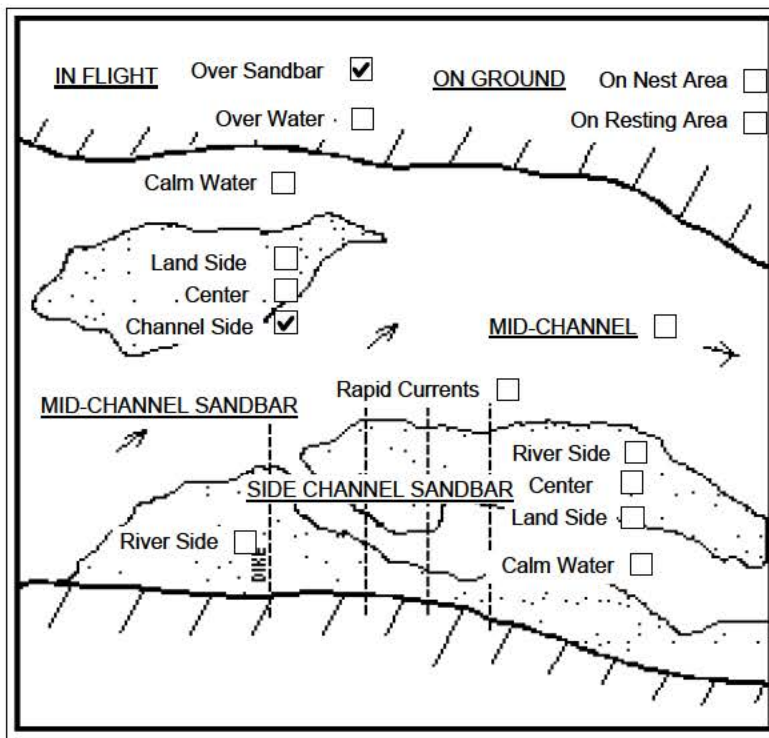 IN FLIGHT Over Sandbar ON GROUND On Nest Area
Over Water On Resting Area
Calm Water
Land Side
Center
Channel Side
MID-CHANNEL
Rapid Currents
MID-CHANNEL SANDBAR
River Side
SIDE CHANNEL SANDBAR Center
Land Side
River Side
DIKE
Calm Water